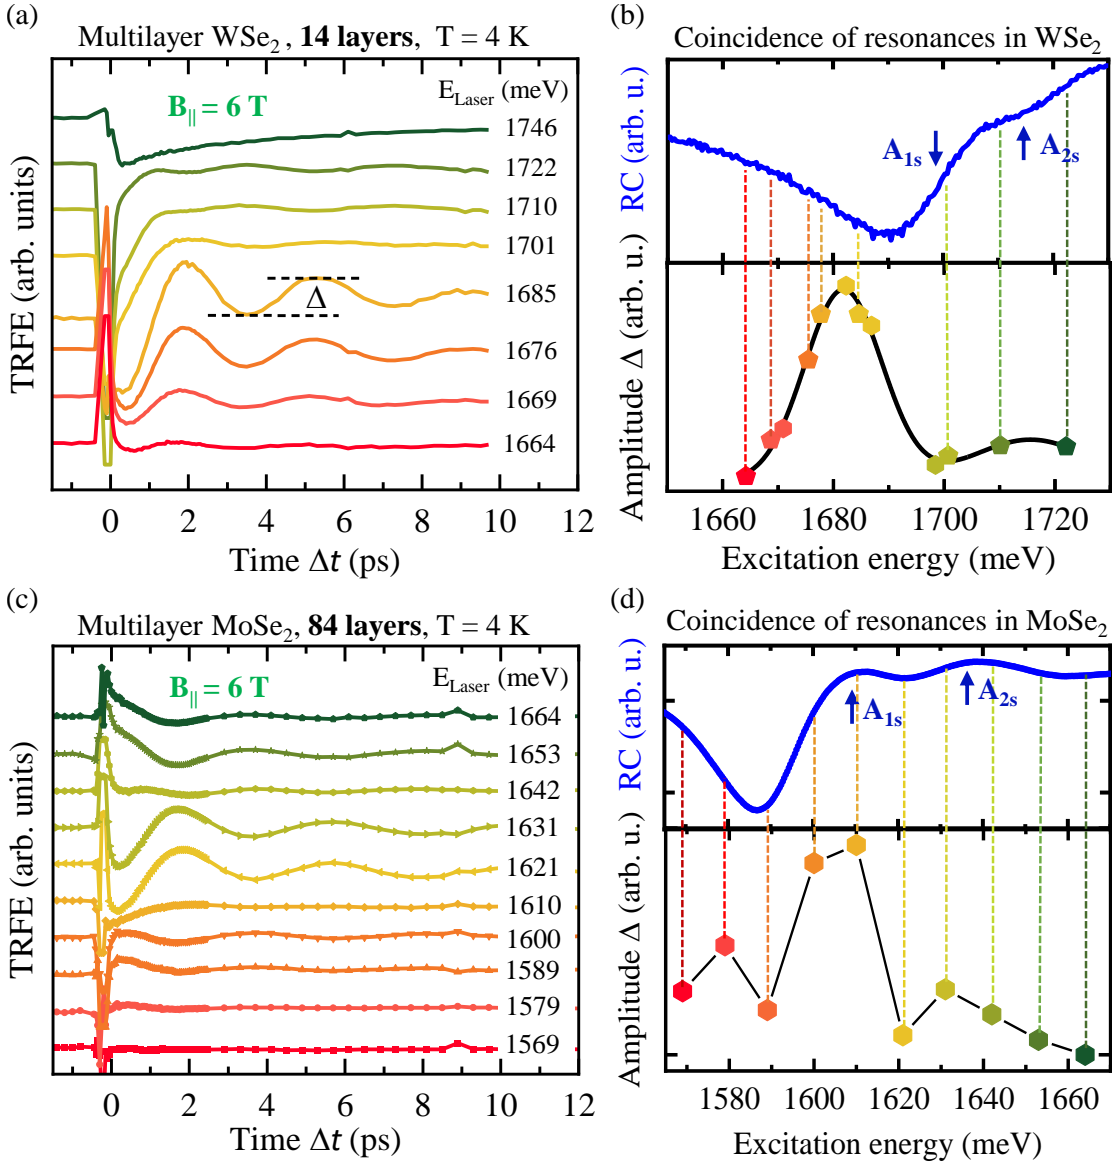 (a)
Multilayer WSe₂ , 14 layers, T = 4 K
E_Laser (meV)
B_|| = 6 T
1746
1722
1710
1701
1685
1676
1669
1664
Δ
TRFE (arb. units)
0 2 4 6 8 10 12
Time Δt (ps)
(b)
Coincidence of resonances in WSe₂
RC (arb. u.)
A₁ₛ
A₂ₛ
Amplitude Δ (arb. u.)
1660 1680 1700 1720
Excitation energy (meV)
(c)
Multilayer MoSe₂, 84 layers, T = 4 K
E_Laser (meV)
B_|| = 6 T
1664
1653
1642
1631
1621
1610
1600
1589
1579
1569
TRFE (arb. units)
0 2 4 6 8 10 12
Time Δt (ps)
(d)
Coincidence of resonances in MoSe₂
RC (arb. u.)
A₁ₛ
A₂ₛ
Amplitude Δ (arb. u.)
1580 1600 1620 1640 1660
Excitation energy (meV)